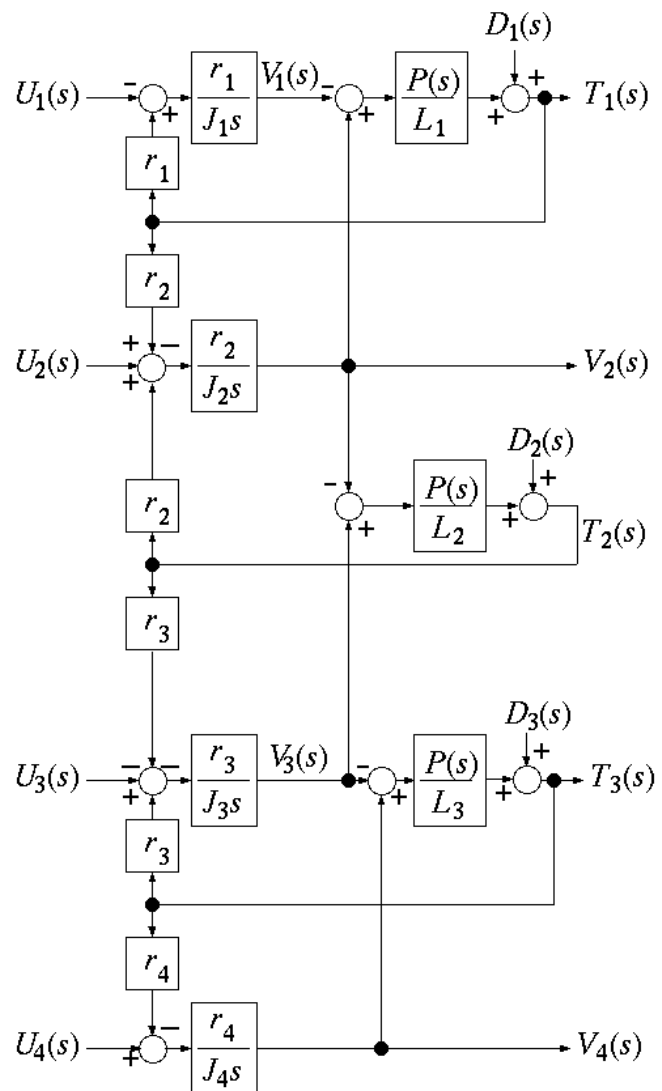 D1(s)
U1(s) - + r1 J1s V1(s) - + P(s) L1 + + T1(s)
r1
r2
U2(s) + + - r2 J2s V2(s)
D2(s)
r2 - + P(s) L2 + + T2(s)
r3
D3(s)
U3(s) - + - r3 J3s V3(s) - + P(s) L3 + + T3(s)
r3
r4
U4(s) + - r4 J4s V4(s)